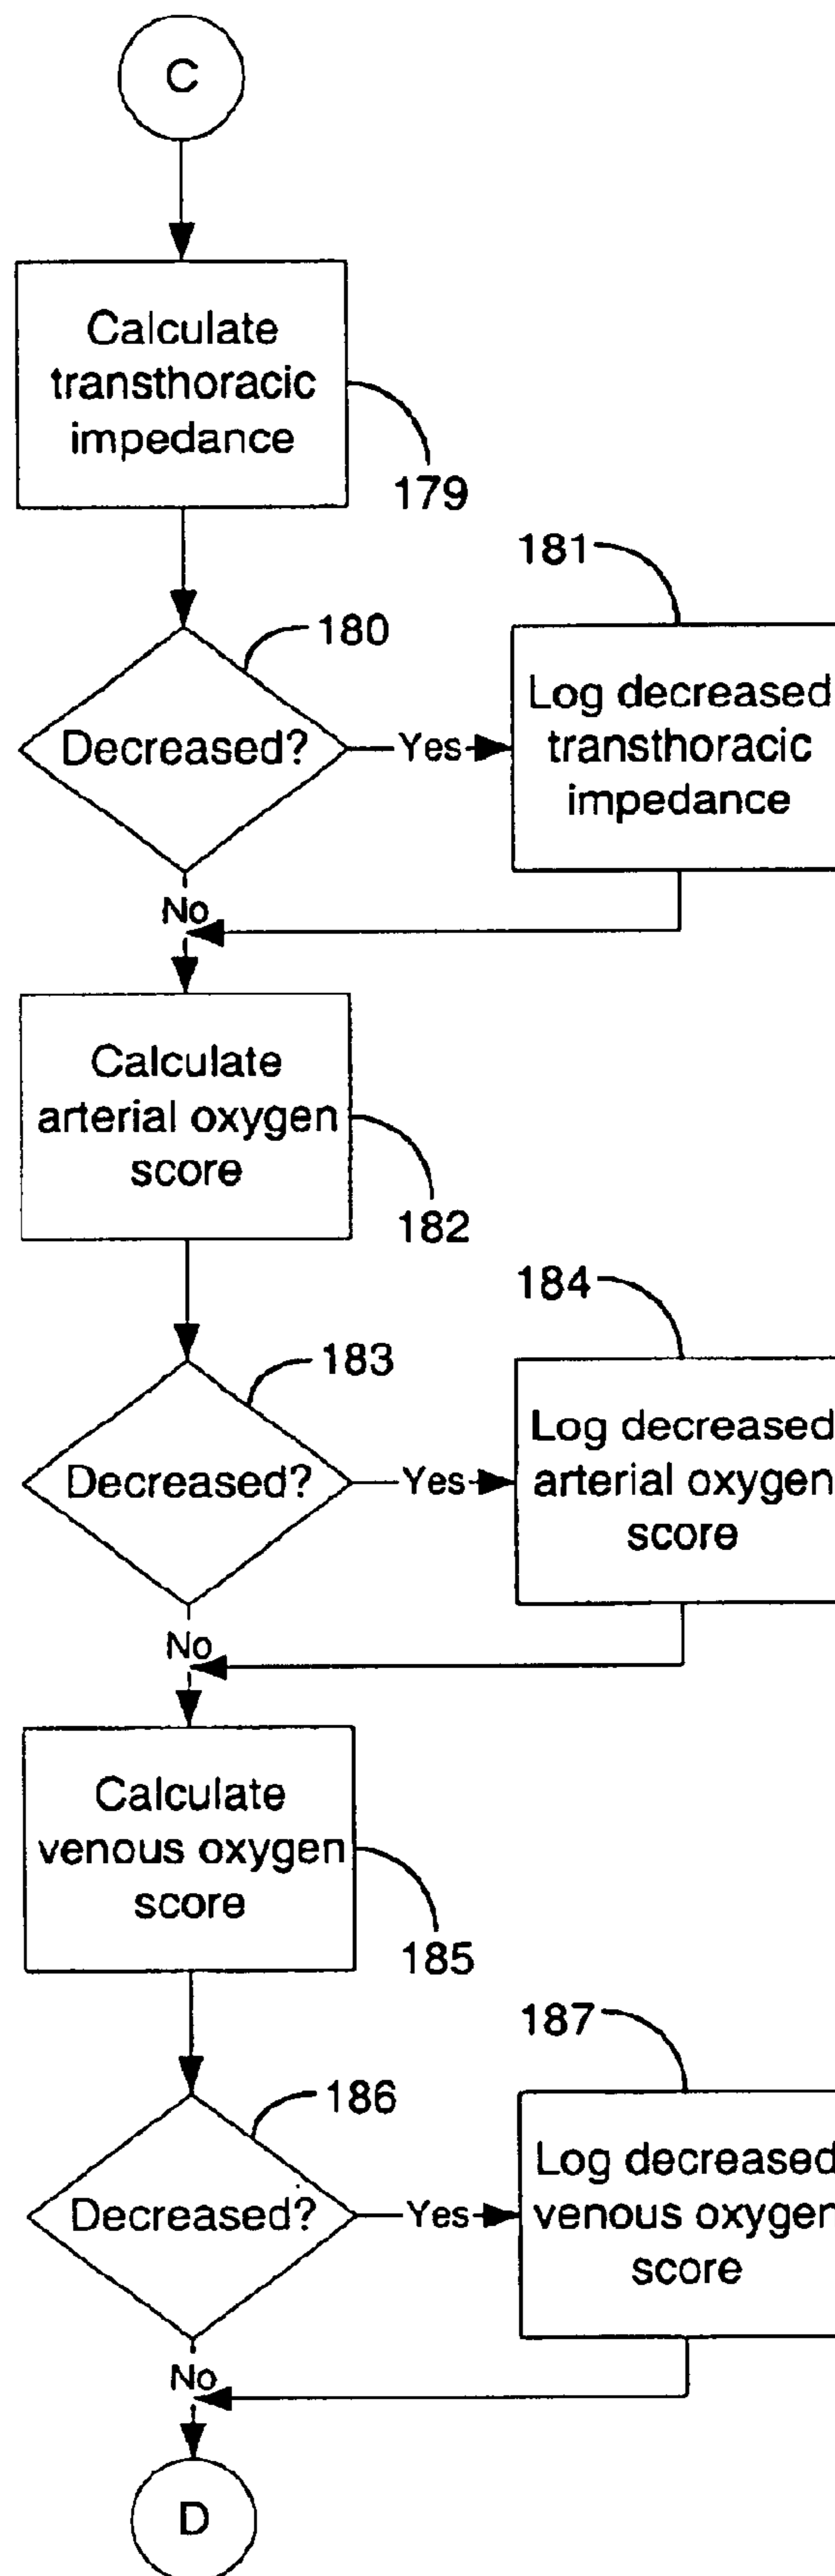 C
Calculate
transthoracic
impedance
179
181
180
Decreased?
Yes
Log decreased
transthoracic
impedance
No
Calculate
arterial oxygen
score
182
184
183
Decreased?
Yes
Log decreased
arterial oxygen
score
No
Calculate
venous oxygen
score
185
187
186
Decreased?
Yes
Log decreased
venous oxygen
score
No
D